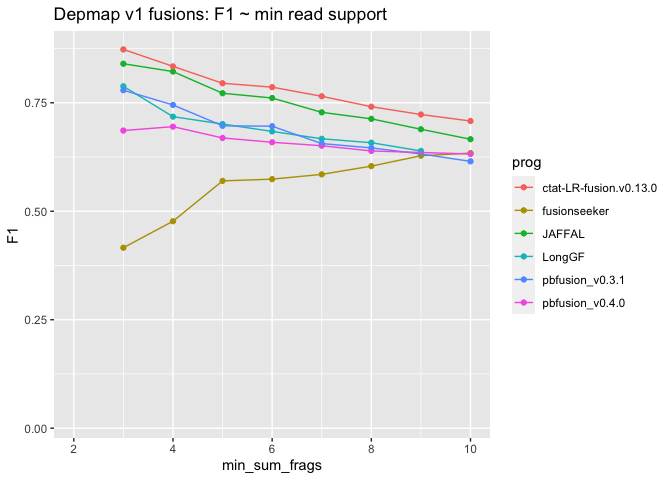 Depmap v1 fusions: F1 ~ min read support
F1
0.75
0.50
0.25
0.00
2
4
6
8
10
min_sum_frags
prog
ctat-LR-fusion.v0.13.0
fusionseeker
JAFFAL
LongGF
pbfusion_v0.3.1
pbfusion_v0.4.0